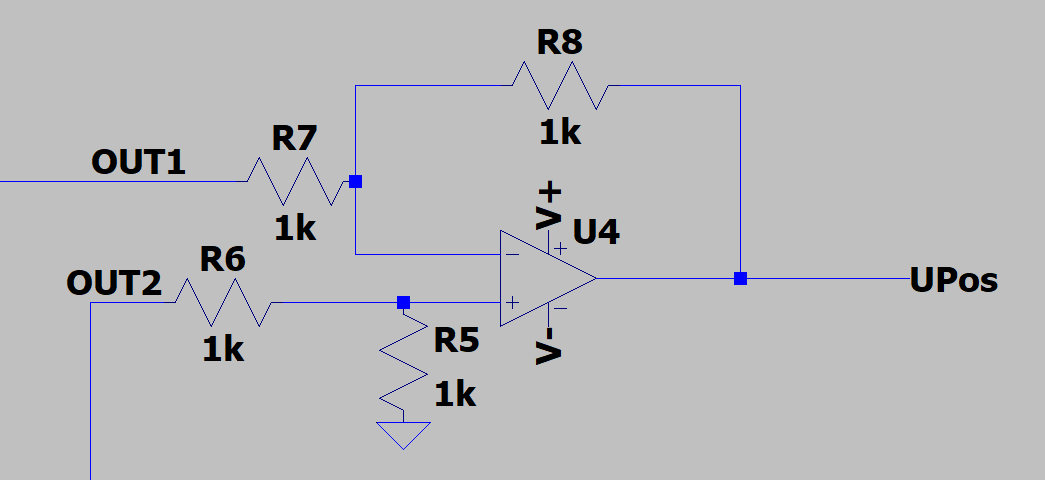 R8
1k
R7
OUT1
1k
V+
U4
R6
OUT2
1k
UPos
V-
R5
1k